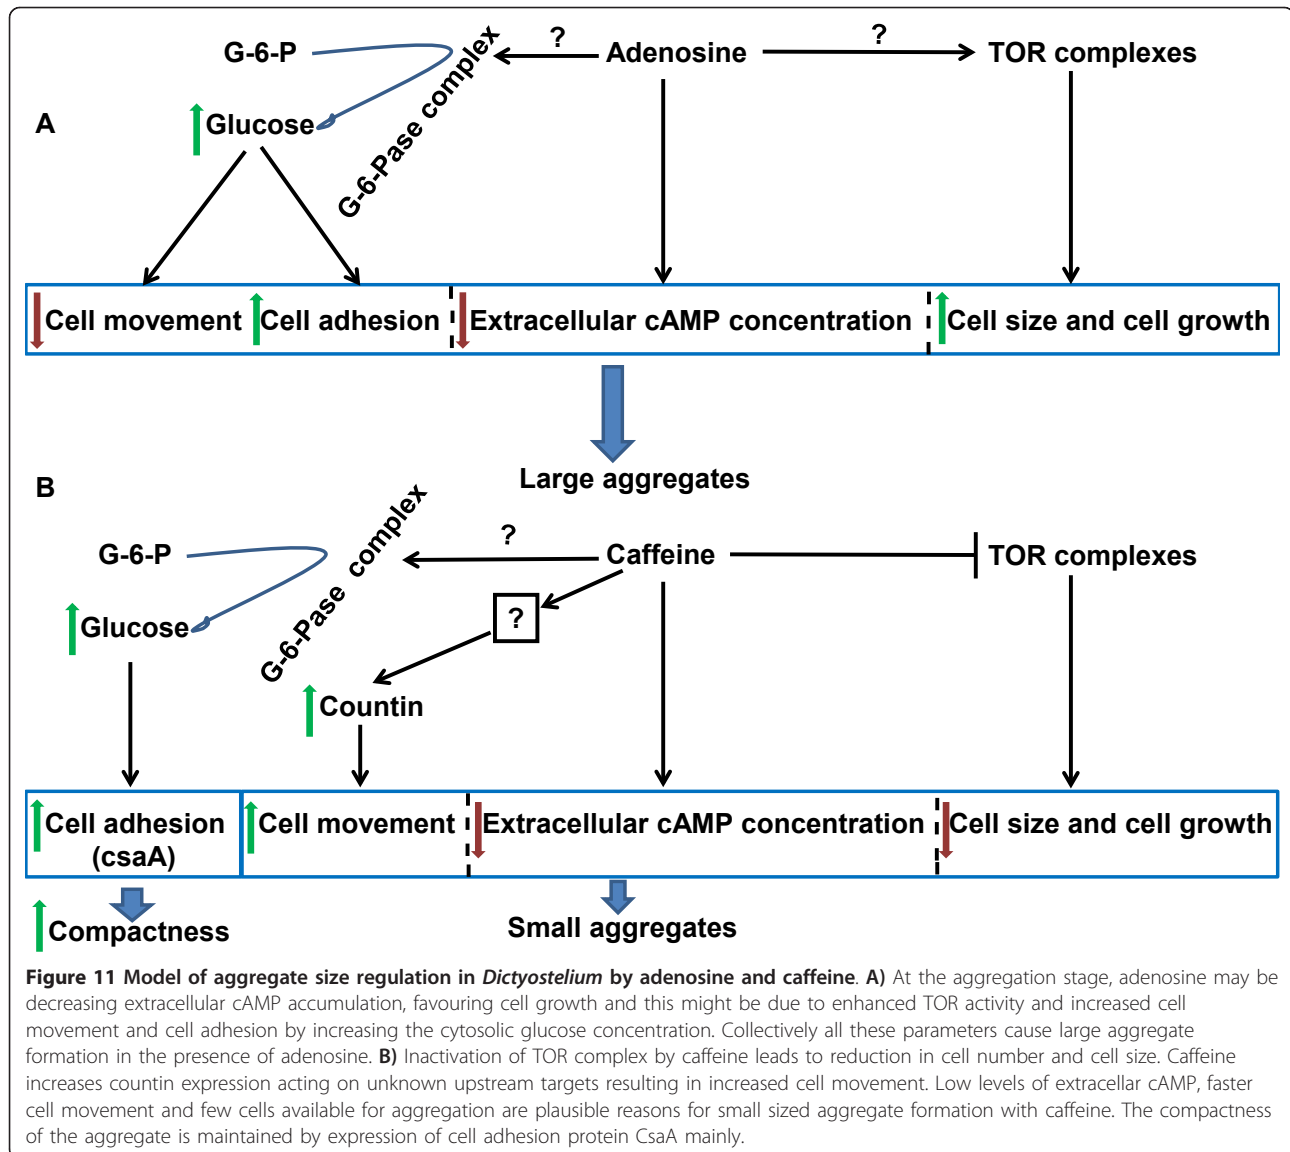 G-6-P
?
Adenosine
?
TOR complexes
G-6-Pase complex
A
Glucose
Cell movement
Cell adhesion
Extracellular cAMP concentration
Cell size and cell growth
Large aggregates
B
G-6-P
G-6-Pase complex
?
Caffeine
TOR complexes
?
Glucose
Countin
Cell adhesion
(csaA)
Cell movement
Extracellular cAMP concentration
Cell size and cell growth
Compactness
Small aggregates
Figure 11 Model of aggregate size regulation in Dictyostelium by adenosine and caffeine. A) At the aggregation stage, adenosine may be
decreasing extracellular cAMP accumulation, favouring cell growth and this might be due to enhanced TOR activity and increased cell
movement and cell adhesion by increasing the cytosolic glucose concentration. Collectively all these parameters cause large aggregate
formation in the presence of adenosine. B) Inactivation of TOR complex by caffeine leads to reduction in cell number and cell size. Caffeine
increases countin expression acting on unknown upstream targets resulting in increased cell movement. Low levels of extracellar cAMP, faster
cell movement and few cells available for aggregation are plausible reasons for small sized aggregate formation with caffeine. The compactness
of the aggregate is maintained by expression of cell adhesion protein CsaA mainly.